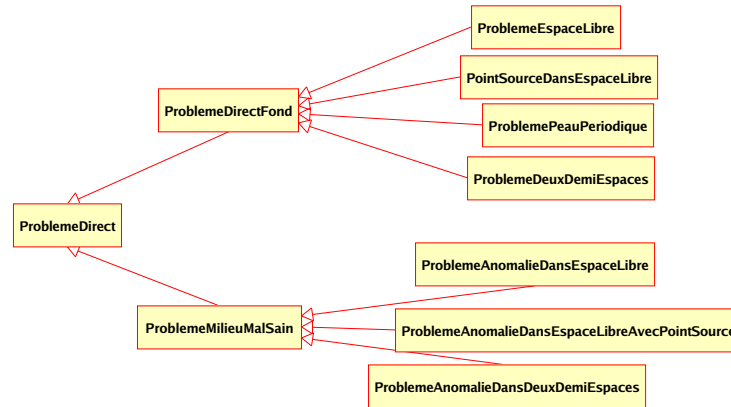 ProblemeEspaceLibre
PointSourceDansEspaceLibre
ProblemeDirectFond
ProblemePeauPeriodique
ProblemeDeuxDemiEspaces
ProblemeDirect
ProblemeAnomalieDansEspaceLibre
ProblemeMilieuMalSain
ProblemeAnomalieDansEspaceLibreAvecPointSource
ProblemeAnomalieDansDeuxDemiEspaces